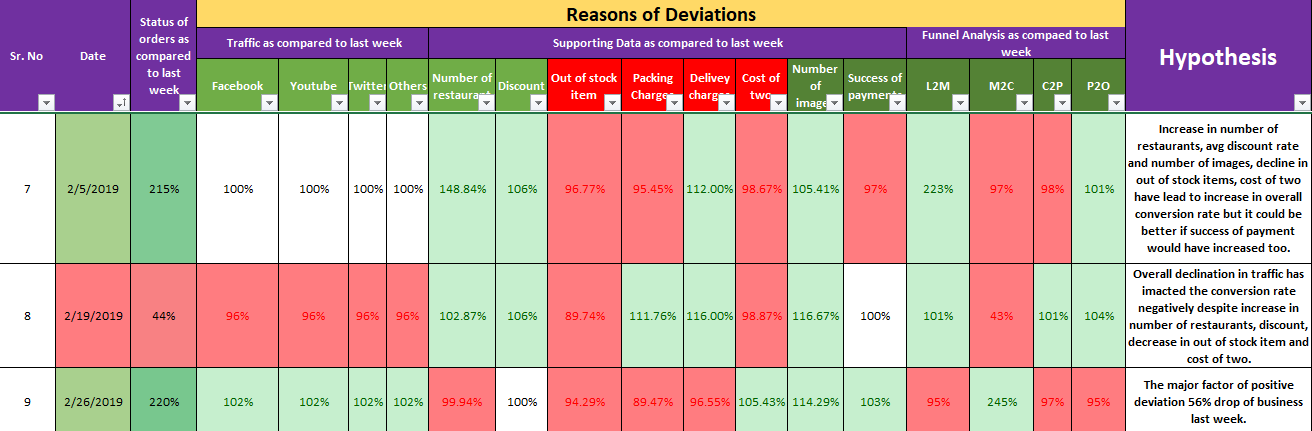 Reasons of Deviations
Sr. No
Date
Status of
orders as
compared
to last
week
Traffic as compared to last week
Supporting Data as compared to last week
Funnel Analysis as compaed to last
week
Hypothesis
Facebook
Youtube
Twitter
Others
Number of
restauran
Discount
Out of stock
item
Packing
Charges
Delivey
charges
Cost of
two
Number
of
images
Success of
payments
L2M
M2C
C2P
P2O
7
2/5/2019
215%
100%
100%
100%
100%
148.84%
106%
96.77%
95.45%
112.00%
98.67%
105.41%
97%
223%
97%
98%
101%
Increase in number of
restaurants, avg discount rate
and number of images, decline in
out of stock items, cost of two
have lead to increase in overall
conversion rate but it could be
better if success of payment
would have increased too.
8
2/19/2019
44%
96%
96%
96%
96%
102.87%
106%
89.74%
111.76%
116.00%
98.87%
116.67%
100%
101%
43%
101%
104%
Overall declination in traffic has
imacted the conversion rate
negatively despite increase in
number of restaurants, discount,
decrease in out of stock item and
cost of two.
9
2/26/2019
220%
102%
102%
102%
102%
99.94%
100%
94.29%
89.47%
96.55%
105.43%
114.29%
103%
95%
245%
97%
95%
The major factor of positive
deviation 56% drop of business
last week.